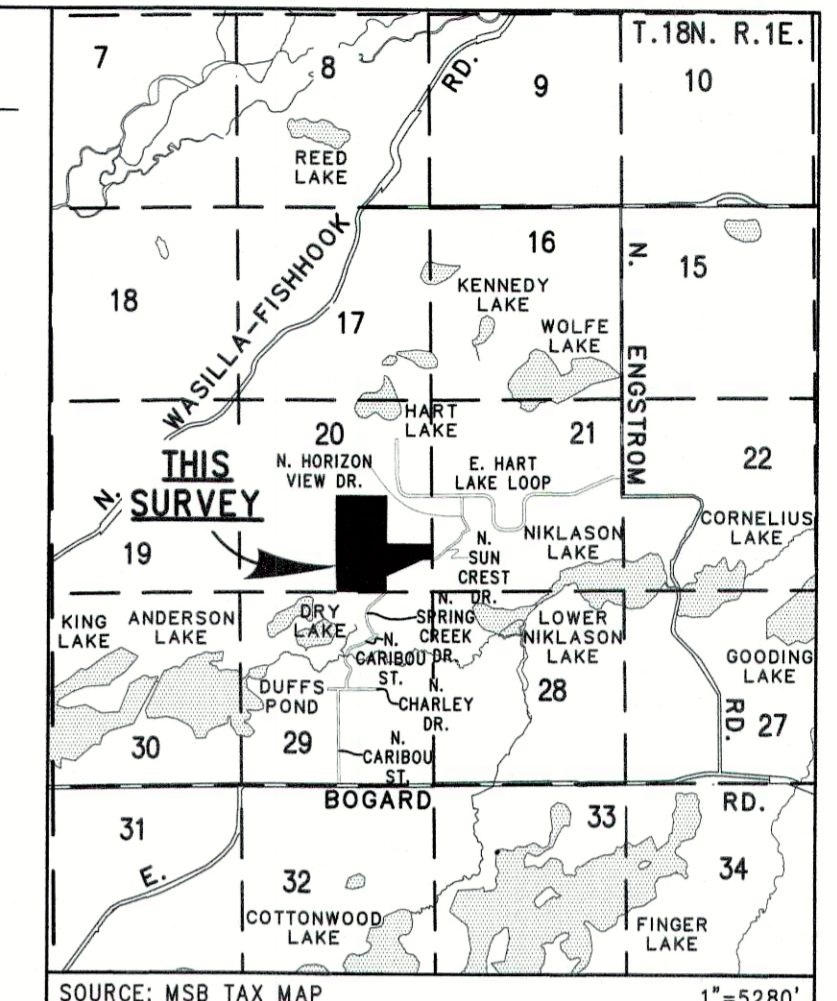 T.18N. R.1E.
7
8
9
10
RD.
REED
LAKE
16
15
18
17
KENNEDY
LAKE
WOLFE
LAKE
WASILLA-FISHHOOK
N. ENGSTROM
HART
LAKE
20
21
22
THIS
SURVEY
N. HORIZON
VIEW DR.
E. HART
LAKE LOOP
N.
19
N.
SUN
CREST
DR.
NIKLASON
LAKE
CORNELIUS
LAKE
KING
LAKE
ANDERSON
LAKE
DRY
LAKE
N.
SPRING
CREEK
DR.
LOWER
NIKLASON
LAKE
GOODING
LAKE
N.
CARIBOU
ST.
DUFFS
POND
N.
CHARLEY
DR.
28
RD.
27
30
29
N.
CARIBOU
ST.
BOGARD
RD.
31
E.
32
33
34
COTTONWOOD
LAKE
FINGER
LAKE
SOURCE: MSB TAX MAP
1"=5280'